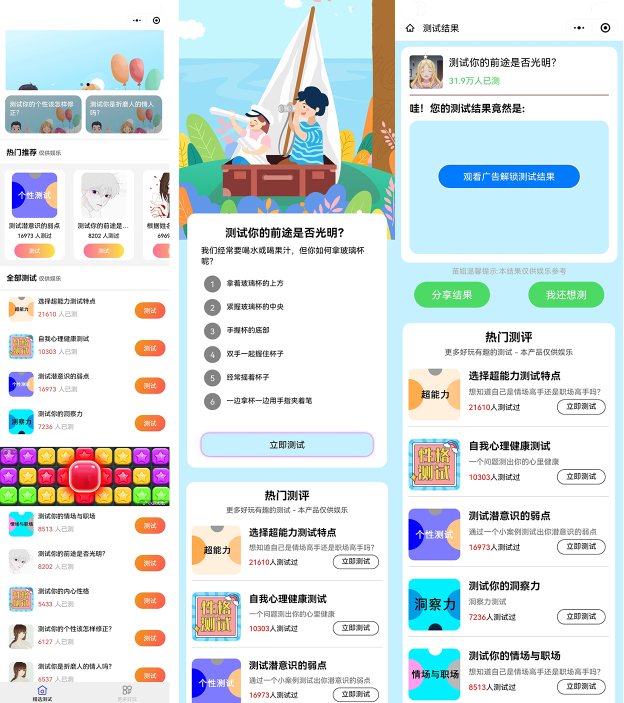 测试你的个性该怎样修正?
测试你是折磨人的情人吗?
热门推荐 仅供娱乐
个性测试
测试潜意识的弱点
16973 人测过
测试
测试你的前途是...
8202 人测过
测试
根据姓名
696
测
全部测试 仅供娱乐
超能力
选择超能力测试特点
21610 人已测
测试
性格测试
自我心理健康测试
10303 人已测
测试
个性测试
测试潜意识的弱点
16973 人已测
测试
洞察力
测试你的洞察力
7236 人已测
测试
情场与职场
测试你的情场与职场
8513 人已测
测试
测试你的前途是否光明?
8202 人已测
测试
性格测试
测试你的内心性格
5433 人已测
测试
测试你的个性该怎样修正?
6127 人已测
测试
测试你是折磨人的情人吗?
6537 人已测
测试
精选测试
更多好玩
测试你的前途是否光明?
我们经常要喝水或喝果汁，但你如何拿玻璃杯呢?
1 拿着玻璃杯的上方
2 紧握玻璃杯的中央
3 手握杯的底部
4 双手一起握住杯子
5 经常摇着杯子
6 一边拿杯一边用手指夹着笔
立即测试
热门测评
更多好玩有趣的测试 - 本产品仅供娱乐
超能力
选择超能力测试特点
想知道自己是情场高手还是职场高手吗?
21610人测试过
立即测试
性格测试
自我心理健康测试
一个问题测出你的心里健康
10303人测试过
立即测试
个性测试
测试潜意识的弱点
通过一个小案例测试出你潜意识的弱点
16973人测试过
立即测试
测试结果
测试你的前途是否光明?
31.9万人已测
哇！您的测试结果竟然是:
观看广告解锁测试结果
温馨提示:本结果仅供娱乐参考
分享结果
我还想测
热门测评
更多好玩有趣的测试 - 本产品仅供娱乐
超能力
选择超能力测试特点
想知道自己是情场高手还是职场高手吗?
21610人测试过
立即测试
性格测试
自我心理健康测试
一个问题测出你的心里健康
10303人测试过
立即测试
个性测试
测试潜意识的弱点
通过一个小案例测试出你潜意识的弱点
16973人测试过
立即测试
洞察力
测试你的洞察力
洞察力测试
7236人测试过
立即测试
情场与职场
测试你的情场与职场
想知道自己是情场高手还是职场高手吗?
8513人测试过
立即测试